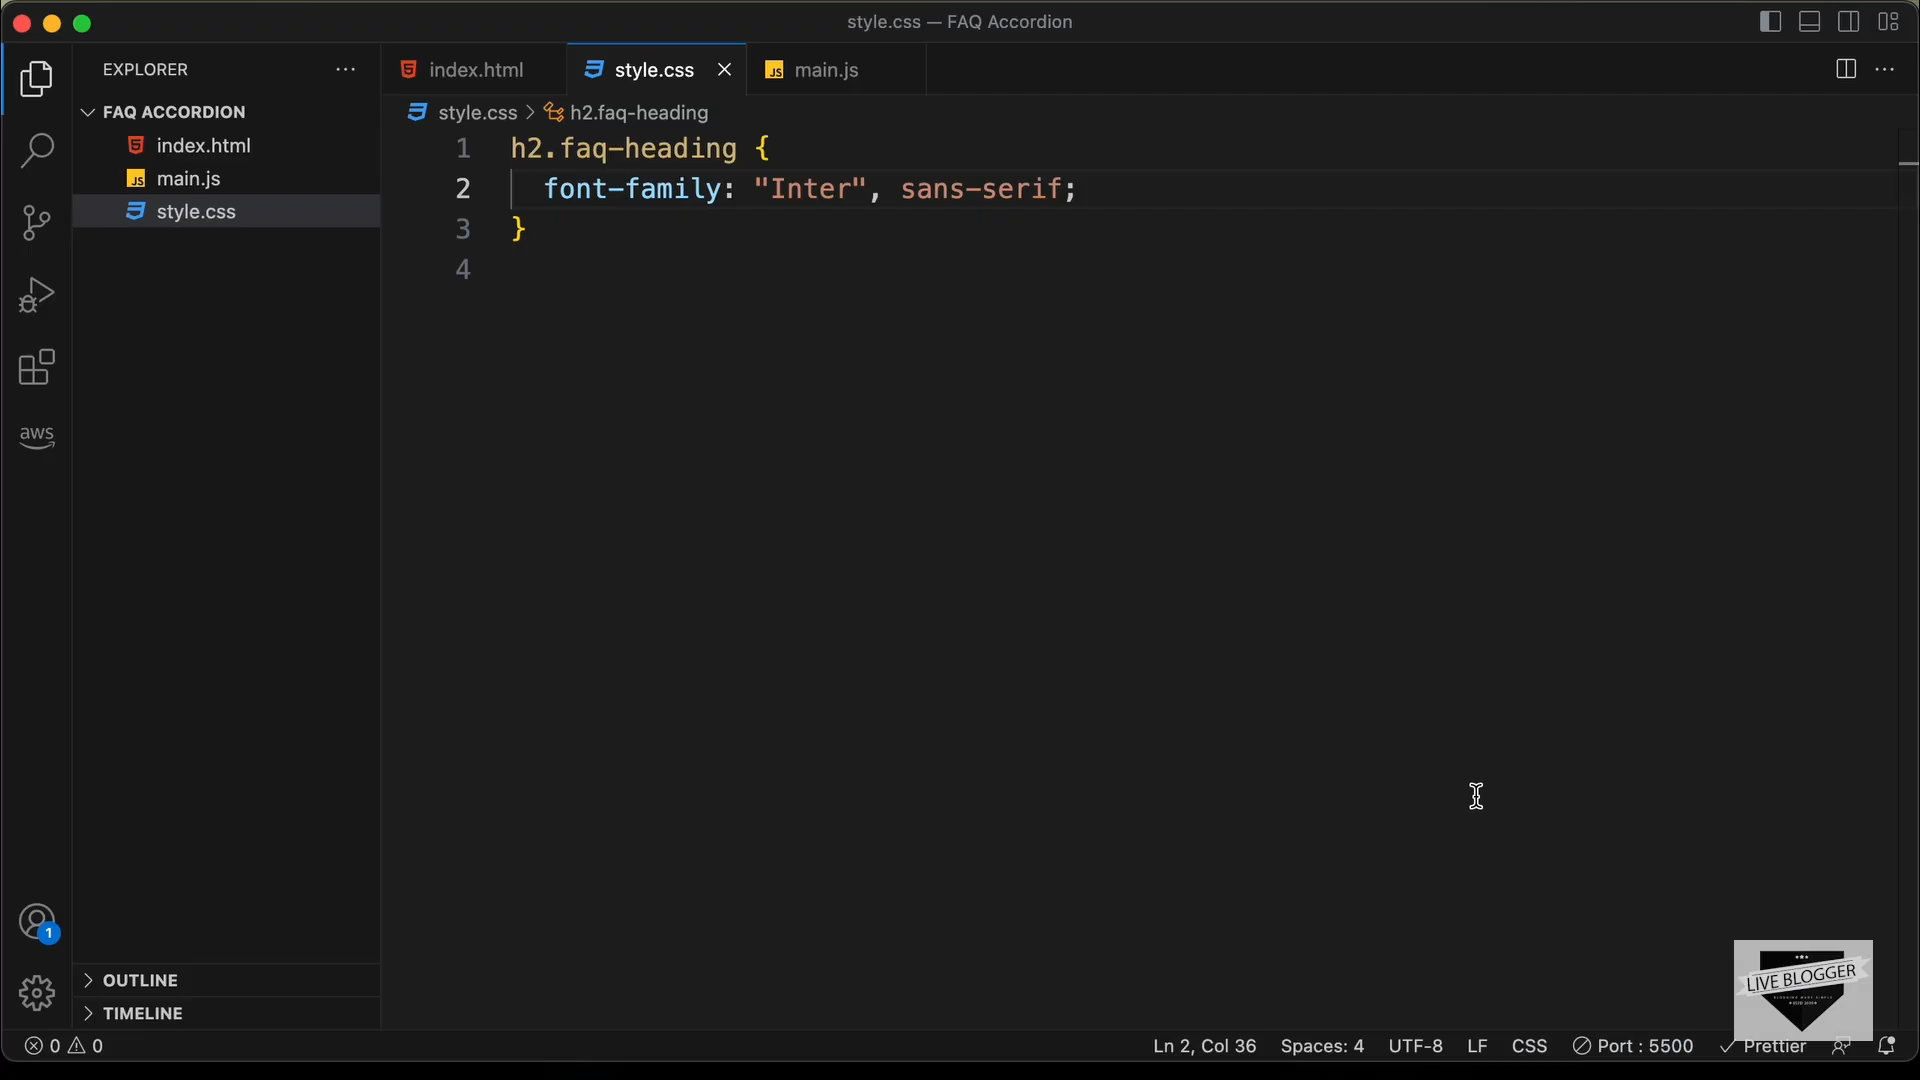 style.css — FAQ Accordion
EXPLORER
FAQ ACCORDION
index.html
main.js
style.css
index.html
style.css
main.js
style.css > h2.faq-heading
1 h2.faq-heading {
2 font-family: "Inter", sans-serif;
3 }
4
aws
1
OUTLINE
TIMELINE
LIVE BLOGGER
0 0
Ln 2, Col 36 Spaces: 4 UTF-8 LF CSS Port : 5500 Prettier